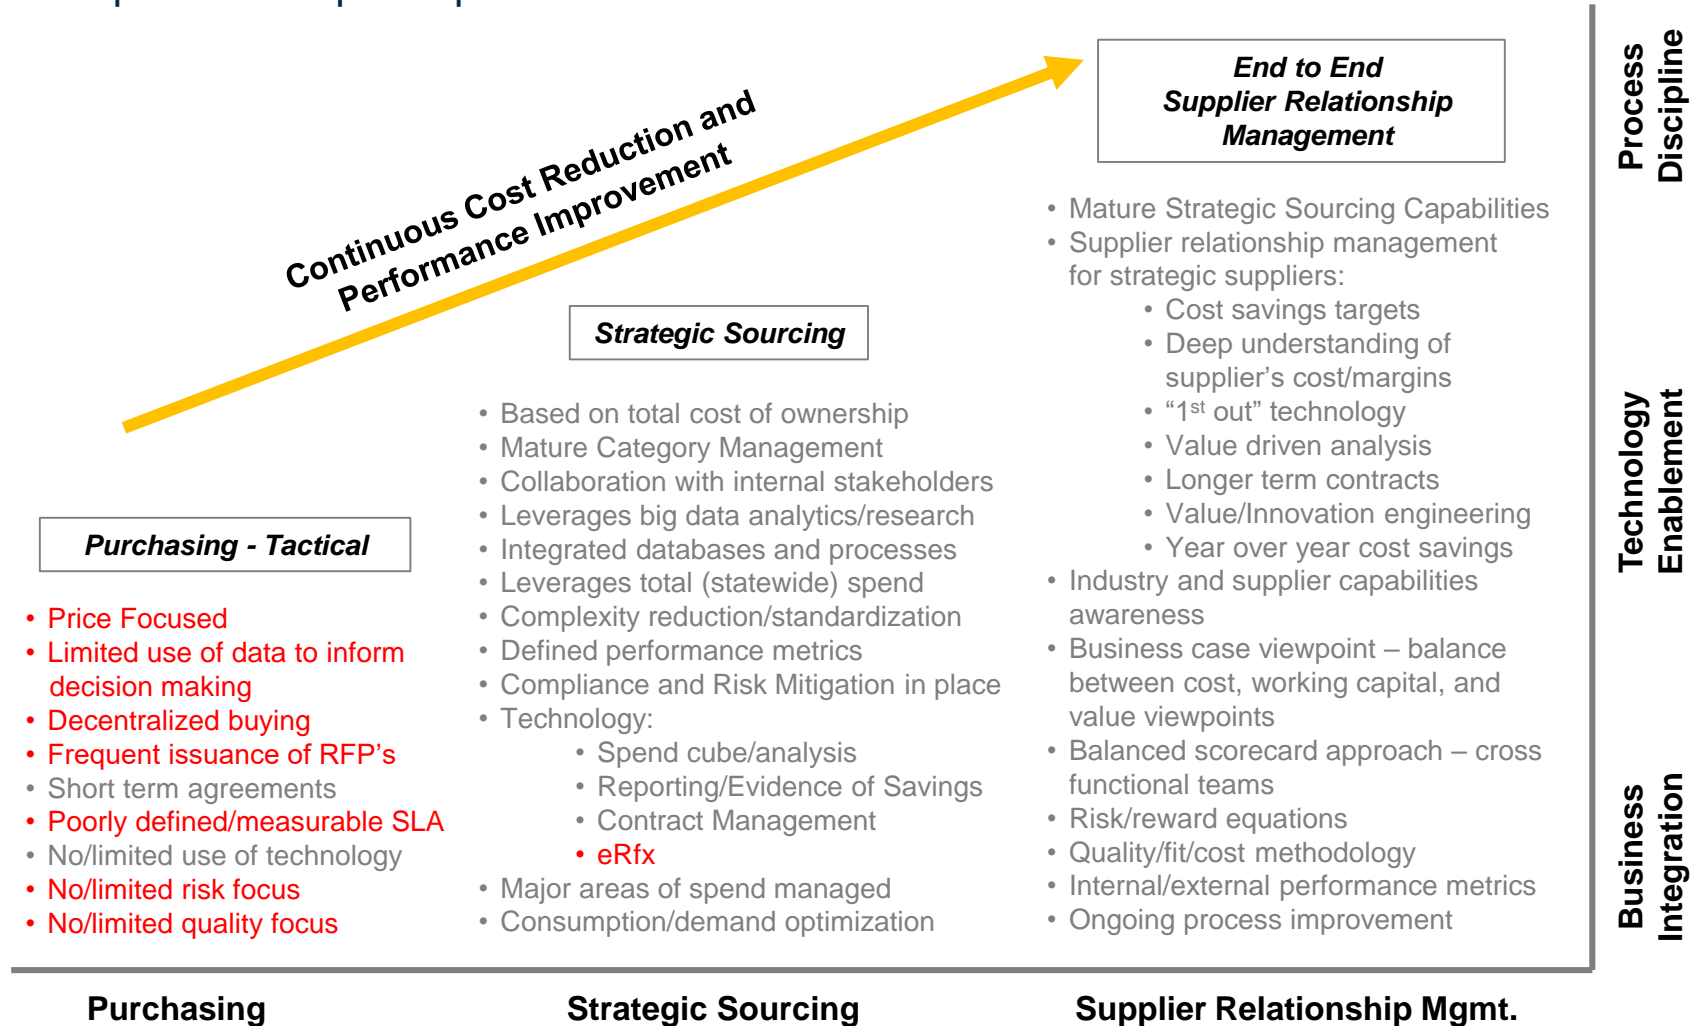 Continuous Cost Reduction and
Performance Improvement
End to End
Supplier Relationship
Management
Strategic Sourcing
Purchasing - Tactical
• Price Focused
• Limited use of data to inform
decision making
• Decentralized buying
• Frequent issuance of RFP's
• Short term agreements
• Poorly defined/measurable SLA
• No/limited use of technology
• No/limited risk focus
• No/limited quality focus
• Based on total cost of ownership
• Mature Category Management
• Collaboration with internal stakeholders
• Leverages big data analytics/research
• Integrated databases and processes
• Leverages total (statewide) spend
• Complexity reduction/standardization
• Defined performance metrics
• Compliance and Risk Mitigation in place
• Technology:
• Spend cube/analysis
• Reporting/Evidence of Savings
• Contract Management
• eRfx
• Major areas of spend managed
• Consumption/demand optimization
• Mature Strategic Sourcing Capabilities
• Supplier relationship management
for strategic suppliers:
• Cost savings targets
• Deep understanding of
supplier's cost/margins
• "1st out" technology
• Value driven analysis
• Longer term contracts
• Value/Innovation engineering
• Year over year cost savings
• Industry and supplier capabilities
awareness
• Business case viewpoint – balance
between cost, working capital, and
value viewpoints
• Balanced scorecard approach – cross
functional teams
• Risk/reward equations
• Quality/fit/cost methodology
• Internal/external performance metrics
• Ongoing process improvement
Process
Discipline
Technology
Enablement
Business
Integration
Purchasing
Strategic Sourcing
Supplier Relationship Mgmt.